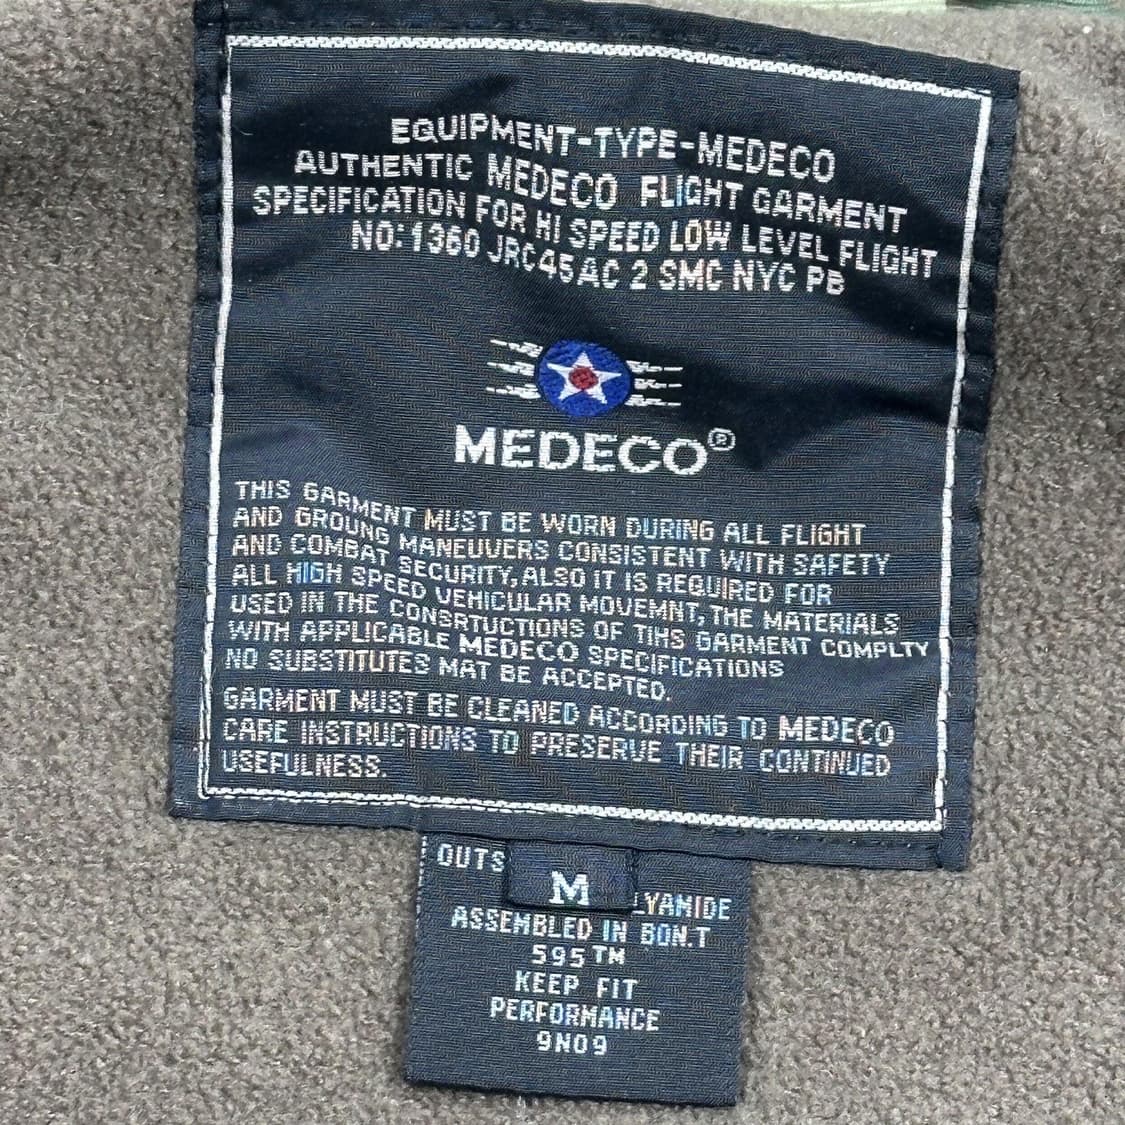 EQUIPMENT-TYPE-MEDECO
AUTHENTIC MEDECO FLIGHT GARMENT
SPECIFICATION FOR HI SPEED LOW LEVEL FLIGHT
NO:1360 JRC45AC 2 SMC NYC PB
MEDECO®
THIS GARMENT MUST BE WORN DURING ALL FLIGHT
AND GROUNG MANEUVERS CONSISTENT WITH SAFETY
AND COMBAT SECURITY, ALSO IT IS REQUIRED FOR
ALL HIGH SPEED VEHICULAR MOVEMNT, THE MATERIALS
USED IN THE CONSRTUCTIONS OF TIHS GARMENT COMPLTY
WITH APPLICABLE MEDECO SPECIFICATIONS
NO SUBSTITUTES MAT BE ACCEPTED.
GARMENT MUST BE CLEANED ACCORDING TO MEDECO
CARE INSTRUCTIONS TO PRESERVE THEIR CONTINUED
USEFULNESS.
OUTS
M
LYAMIDE
ASSEMBLED IN BON.T
595™
KEEP FIT
PERFORMANCE
9N09